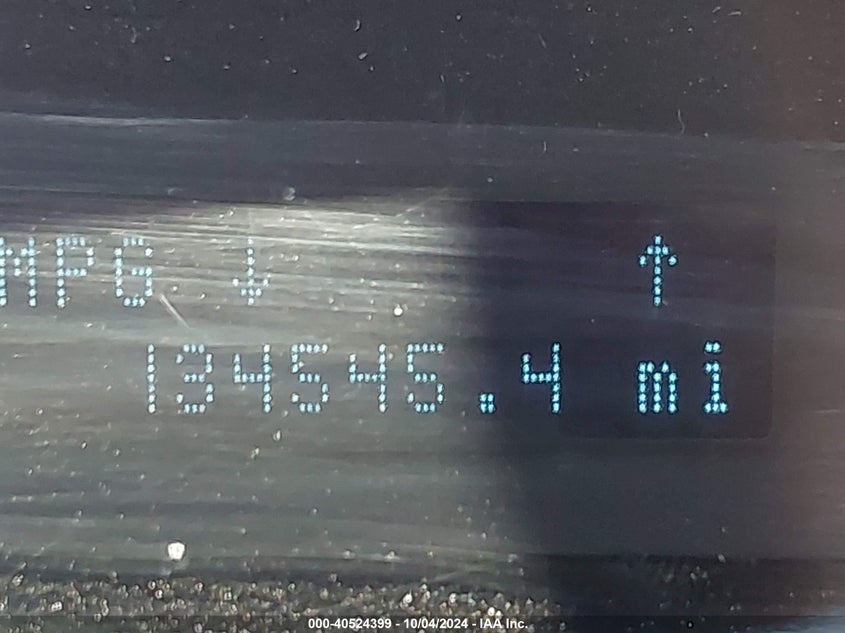 MPG ↓ ↑
134545.4 mi
000-40524399 - 10/04/2024 - IAA Inc.